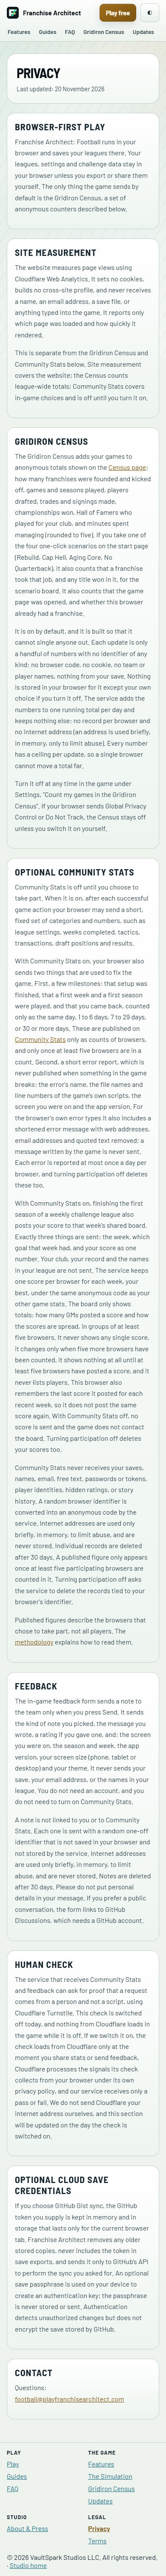 Franchise Architect
Play free
Features Guides FAQ Gridiron Census Updates
PRIVACY
Last updated: 20 November 2026
BROWSER-FIRST PLAY
Franchise Architect: Football runs in your
browser and saves leagues there. Your
leagues, settings and challenge data stay in
your browser unless you export or share them
yourself. The only thing the game sends by
default is the Gridiron Census, a set of
anonymous counters described below.
SITE MEASUREMENT
The website measures page views using
Cloudflare Web Analytics. It sets no cookies,
builds no cross-site profile, and never receives
a name, an email address, a save file, or
anything typed into the game. It reports only
which page was loaded and how quickly it
rendered.
This is separate from the Gridiron Census and
Community Stats below. Site measurement
covers the website; the Census counts
league-wide totals; Community Stats covers
in-game choices and is off until you turn it on.
GRIDIRON CENSUS
The Gridiron Census adds your games to
anonymous totals shown on the Census page:
how many franchises were founded and kicked
off, games and seasons played, players
drafted, trades and signings made,
championships won, Hall of Famers who
played for your club, and minutes spent
managing (rounded to five). If you take on one of
the four one-click scenarios on the start page
(Rebuild, Cap Hell, Aging Core, No
Quarterback), it also counts that a franchise
took that job, and any title won in it, on the
scenario board. It also counts that the game
page was opened, and whether this browser
already had a franchise.
It is on by default, and it is built so that it
cannot single anyone out. Each update is only
a handful of numbers with no identifier of any
kind: no browser code, no cookie, no team or
player names, nothing from your save. Nothing
is stored in your browser for it except your own
choice if you turn it off. The service adds the
numbers to one running total for everyone,
keeps nothing else; no record per browser and
no internet address (an address is used briefly,
in memory, only to limit abuse). Every number
has a ceiling per update, so a single browser
cannot move a total far.
Turn it off at any time in the game under
Settings, "Count my games in the Gridiron
Census". If your browser sends Global Privacy
Control or Do Not Track, the Census stays off
unless you switch it on yourself.
OPTIONAL COMMUNITY STATS
Community Stats is off until you choose to
take part. When it is on, after each successful
game action your browser may send a short,
fixed set of categories and numbers, such as
league settings, weeks completed, tactics,
transactions, draft positions and results.
With Community Stats on, your browser also
sends two things that are used to fix the
game. First, a few milestones: that setup was
finished, that a first week and a first season
were played, and that you came back, counted
only as the same day, 1 to 6 days, 7 to 29 days,
or 30 or more days. These are published on
Community Stats only as counts of browsers,
and only once at least five browsers are in a
count. Second, a short error report, which may
never include anything written in the game
breaks: the error's name, the file names and
line numbers of the game's own scripts, the
screen you were on and the app version. For
some browsers, this may also include a
shortened error message with web addresses,
email addresses and quoted text removed; a
message written by the game is never sent.
Each error is reported at most once a day per
browser, and turning participation off deletes
these too.
With Community Stats on, finishing the first
season of a weekly challenge league also
posts your score to that week's shared board.
Exactly three things are sent: the week, which
goal that week had, and your score as one
number. Your club, your record and the names
in your league are not sent. The service keeps
one score per browser for each week, your
best, under the same anonymous code as your
other game stats. The board only shows
totals: how many GMs posted a score and how
the scores are spread, in groups of at least
five browsers. It never shows anyone's score,
it stays empty until at least five browsers have
been counted. It shows nothing at all until at
least five browsers have posted a score, and it
never lists players. This browser also
remembers the last score it posted for each
recent week, so it does not post the same
score again. With Community Stats off, no
score is sent and the game does not contact
the board. Turning participation off deletes
your scores too.
Community Stats never receives your saves,
names, email, free text, passwords or tokens,
player identities, hidden ratings, or story
history. A random browser identifier is
converted into an anonymous code by the
service. Internet addresses are used only
briefly, in memory, to limit abuse, and are
never stored. Individual records are deleted
after 30 days. A published group only appears
once at least five participating browsers are
counted in it. Turning participation off asks
the service to delete the records tied to your
browser's identifier.
Published figures describe the browsers that
chose to take part, not all players. The
methodology explains how to read them.
FEEDBACK
The in-game feedback form sends a note to
the team only when you press Send. It sends
the kind of note you picked, the message you
wrote, a rating if you gave one, and: the screen
you were on, the season and week, the app
version, your screen size (phone, tablet or
desktop) and your theme. It never sends your
save, your email address, or the name of your
league. You do not need an account, and you
do not need to turn on Community Stats.
A note is not linked to you or to Community
Stats. Each one is sent with a random one-off
identifier that is not saved in your browser and
not stored by the service. Internet addresses
are used only briefly, in memory, to limit
abuse, and are never stored. Notes are deleted
after 30 days. Please do not put personal
details in your message. If you prefer a public
conversation, the form links to GitHub
Discussions, which needs a GitHub account.
HUMAN CHECK
The service that receives Community Stats
and feedback can ask for proof that a request
comes from a person and not a script, using
Cloudflare Turnstile. This check is switched
off today, and nothing from Cloudflare loads in
the game while it is off. If we switch it on, the
check loads from Cloudflare only at the
moment you share stats or send feedback.
Cloudflare processes the signals its check
collects from your browser under its own
privacy policy, and our service receives only a
pass or fail. We do not send Cloudflare your
internet address ourselves, and this section
will be updated on the day the check is
switched on.
OPTIONAL CLOUD SAVE
CREDENTIALS
If you choose GitHub Gist sync, the GitHub
token you supply is kept in memory and in
storage that lasts only for the current browser
tab. Franchise Architect removes any older
stored copy, never includes the token in
save exports, and sends it only to GitHub's API
to perform the sync you asked for. An optional
save passphrase protects your own device to
create and verify authentication; the
passphrase is never stored or sent. Authentication
detects unauthorized changes but does not
encrypt the save stored by GitHub.
CONTACT
Questions:
football@playfranchisearchitect.com
PLAY
Play
Guides
FAQ
THE GAME
Features
The Simulation
Gridiron Census
Updates
STUDIO
About & Press
LEGAL
Privacy
Terms
© 2026 VaultSpark Studios LLC. All rights reserved.
· Studio home